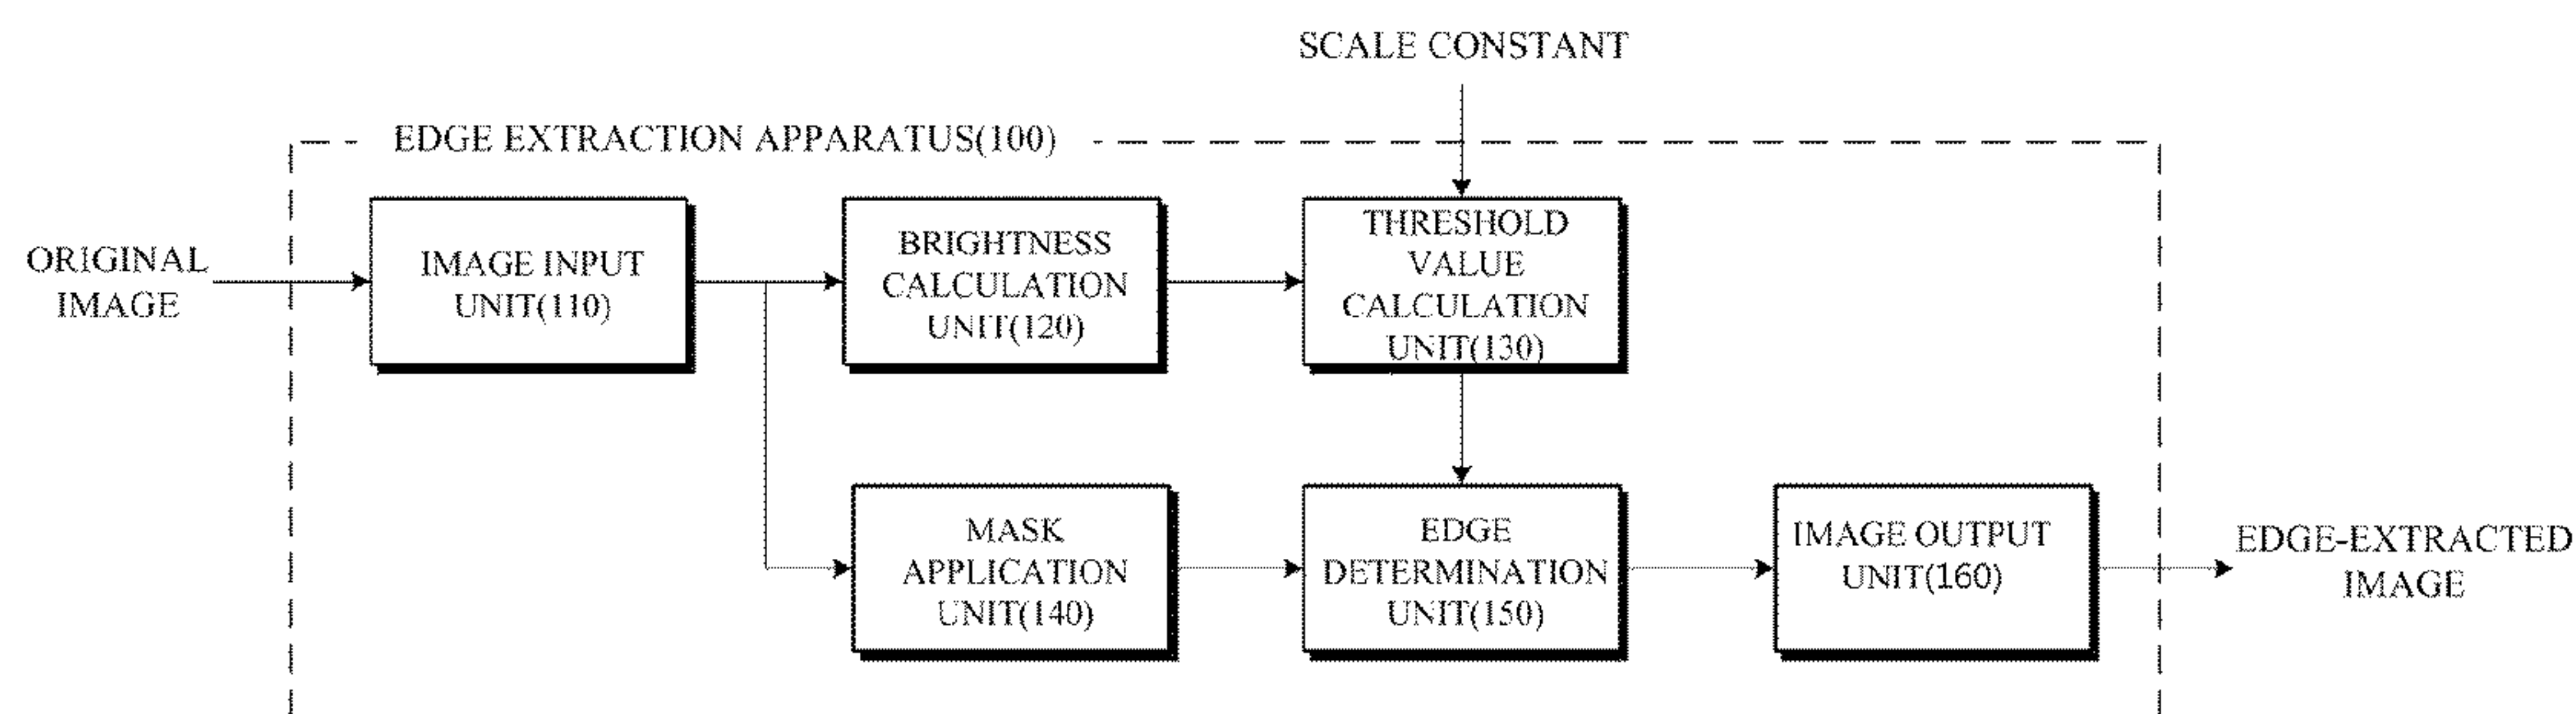 SCALE CONSTANT
EDGE EXTRACTION APPARATUS(100)
ORIGINAL
IMAGE
IMAGE INPUT
UNIT(110)
BRIGHTNESS
CALCULATION
UNIT(120)
THRESHOLD
VALUE
CALCULATION
UNIT(130)
MASK
APPLICATION
UNIT(140)
EDGE
DETERMINATION
UNIT(150)
IMAGE OUTPUT
UNIT(160)
EDGE-EXTRACTED
IMAGE